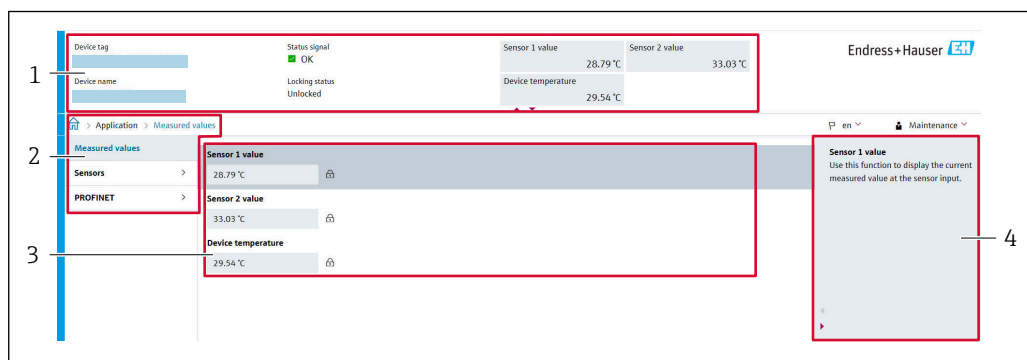 Device tag
Status signal
OK
Sensor 1 value
28.79 °C
Sensor 2 value
33.03 °C
Endress+Hauser EH
1
Device name
Locking status
Unlocked
Device temperature
29.54 °C
> Application > Measured values
en
Maintenance
2
Measured values
Sensors >
PROFINET >
Sensor 1 value
28.79 °C
Sensor 2 value
33.03 °C
Device temperature
3
29.54 °C
Sensor 1 value
Use this function to display the current
measured value at the sensor input.
4